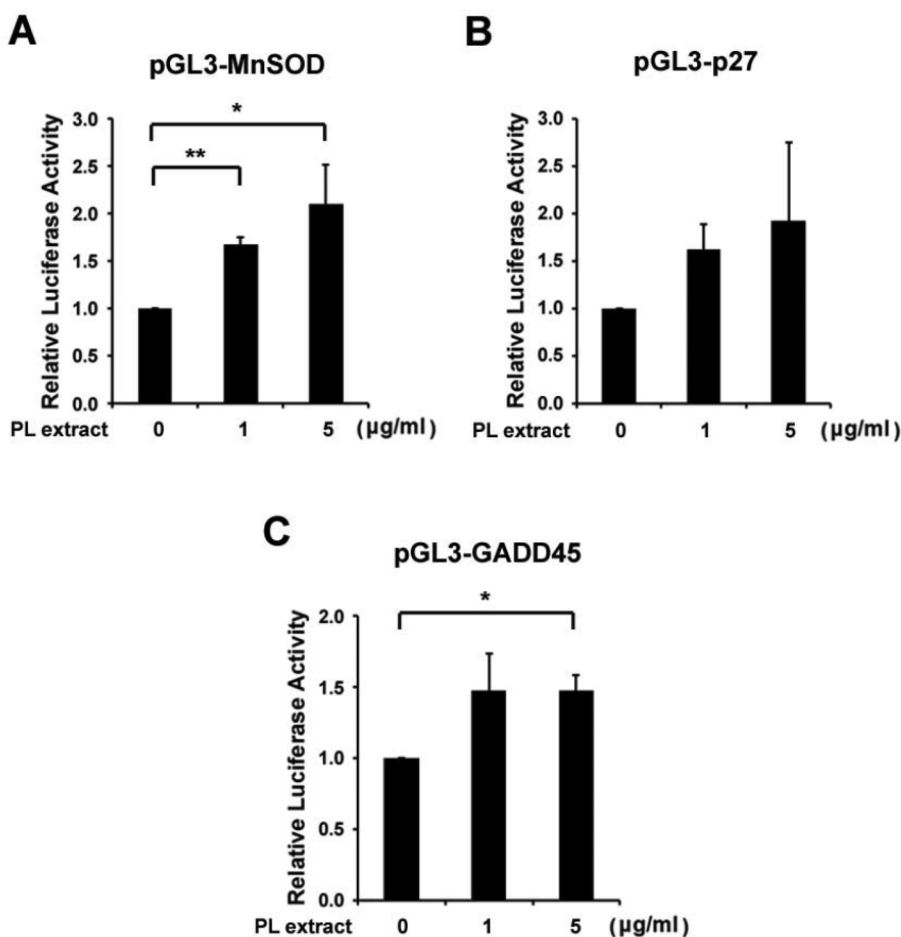 A
pGL3-MnSOD
*
**
Relative Luciferase Activity
3.0
2.5
2.0
1.5
1.0
0.5
0.0
PL extract 0 1 5 (μg/ml)
B
pGL3-p27
Relative Luciferase Activity
3.0
2.5
2.0
1.5
1.0
0.5
0.0
PL extract 0 1 5 (μg/ml)
C
pGL3-GADD45
*
Relative Luciferase Activity
2.0
1.5
1.0
0.5
0.0
PL extract 0 1 5 (μg/ml)